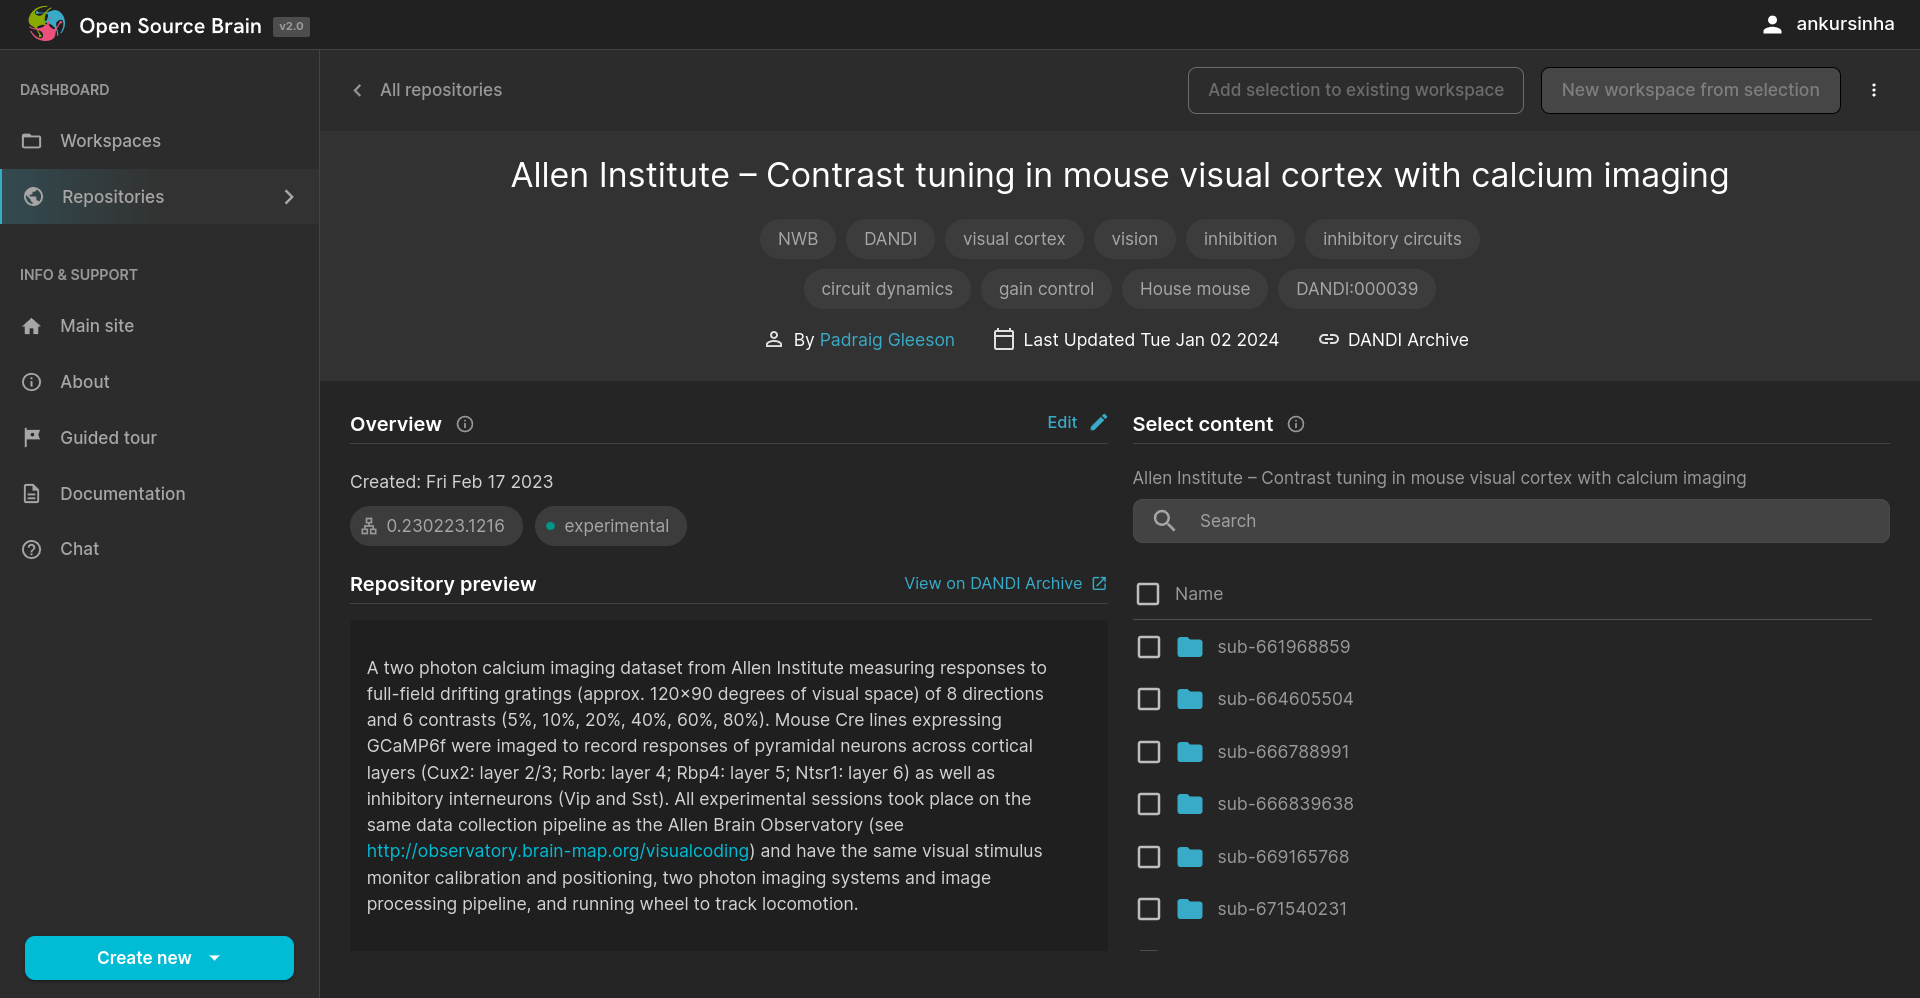 Open Source Brain v2.0
ankursinha
DASHBOARD
Workspaces
Repositories
INFO & SUPPORT
Main site
About
Guided tour
Documentation
Chat
Create new
All repositories
Add selection to existing workspace
New workspace from selection
Allen Institute – Contrast tuning in mouse visual cortex with calcium imaging
NWB DANDI visual cortex vision inhibition inhibitory circuits
circuit dynamics gain control House mouse DANDI:000039
By Padraig Gleeson Last Updated Tue Jan 02 2024 DANDI Archive
Overview
Edit
Created: Fri Feb 17 2023
0.230223.1216 experimental
Repository preview
View on DANDI Archive
A two photon calcium imaging dataset from Allen Institute measuring responses to
full-field drifting gratings (approx. 120x90 degrees of visual space) of 8 directions
and 6 contrasts (5%, 10%, 20%, 40%, 60%, 80%). Mouse Cre lines expressing
GCaMP6f were imaged to record responses of pyramidal neurons across cortical
layers (Cux2: layer 2/3; Rorb: layer 4; Rbp4: layer 5; Ntsr1: layer 6) as well as
inhibitory interneurons (Vip and Sst). All experimental sessions took place on the
same data collection pipeline as the Allen Brain Observatory (see
http://observatory.brain-map.org/visualcoding) and have the same visual stimulus
monitor calibration and positioning, two photon imaging systems and image
processing pipeline, and running wheel to track locomotion.
Select content
Allen Institute – Contrast tuning in mouse visual cortex with calcium imaging
Search
Name
sub-661968859
sub-664605504
sub-666788991
sub-666839638
sub-669165768
sub-671540231